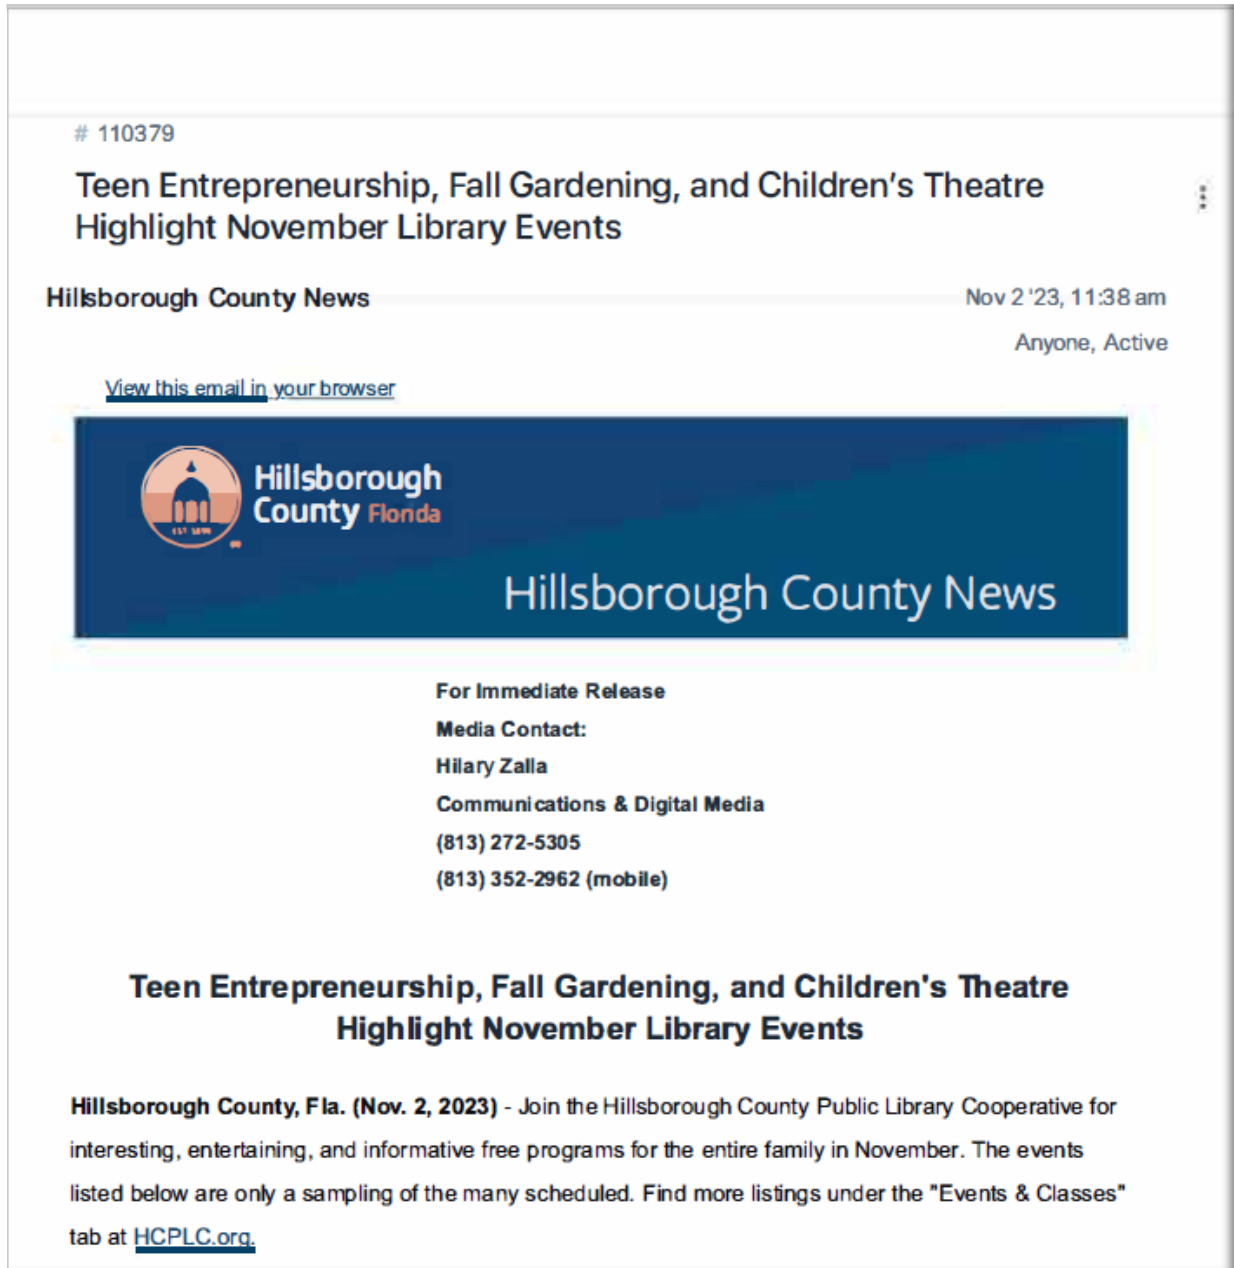 # 110379
Teen Entrepreneurship, Fall Gardening, and Children's Theatre
Highlight November Library Events
Hillsborough County News
Nov 2 '23, 11:38 am
Anyone, Active
View this email in your browser
Hillsborough
County Florida
Hillsborough County News
For Immediate Release
Media Contact:
Hilary Zalla
Communications & Digital Media
(813) 272-5305
(813) 352-2962 (mobile)
Teen Entrepreneurship, Fall Gardening, and Children's Theatre
Highlight November Library Events
Hillsborough County, Fla. (Nov. 2, 2023) - Join the Hillsborough County Public Library Cooperative for
interesting, entertaining, and informative free programs for the entire family in November. The events
listed below are only a sampling of the many scheduled. Find more listings under the "Events & Classes"
tab at HCPLC.org.